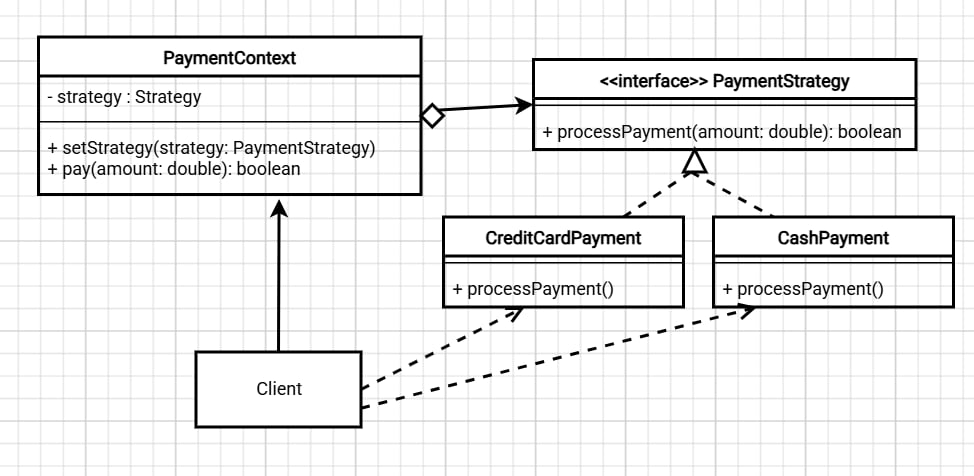 PaymentContext
- strategy : Strategy
+ setStrategy(strategy: PaymentStrategy)
+ pay(amount: double): boolean
<<interface>> PaymentStrategy
+ processPayment(amount: double): boolean
CreditCardPayment
+ processPayment()
CashPayment
+ processPayment()
Client